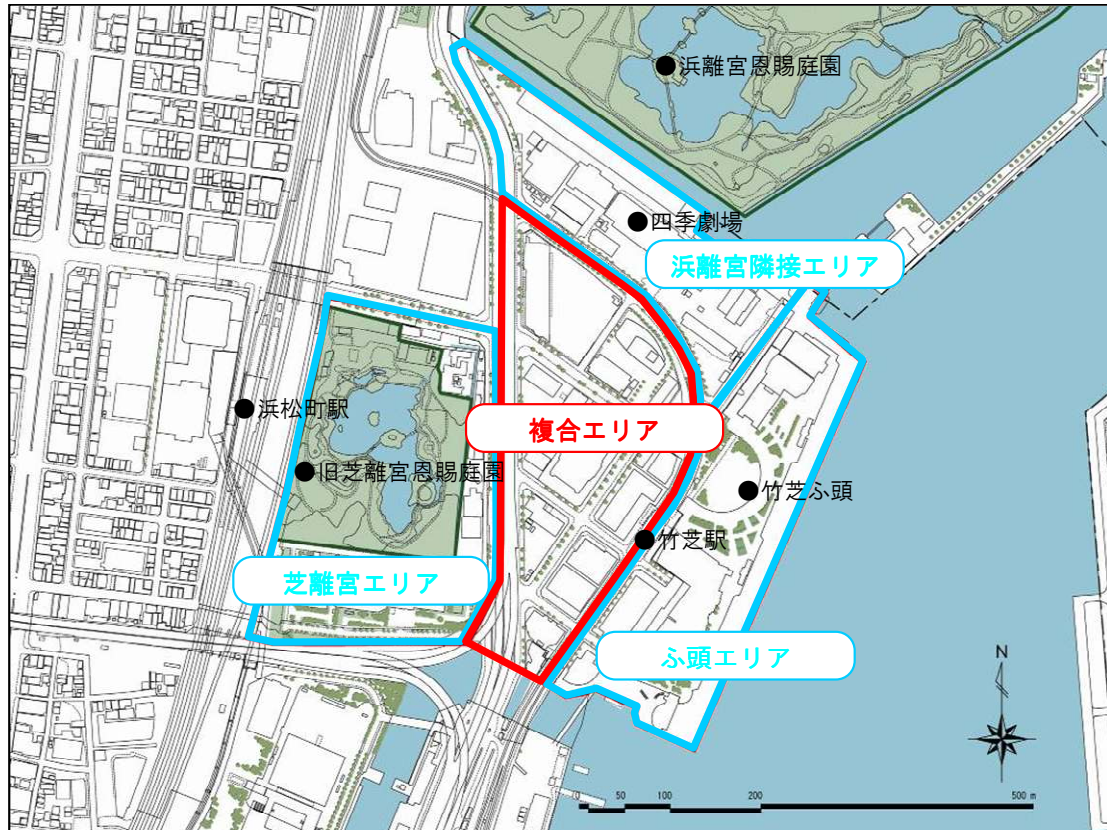 浜離宮恩賜庭園
四季劇場
浜離宮隣接エリア
浜松町駅
複合エリア
旧芝離宮恩賜庭園
竹芝ふ頭
竹芝駅
芝離宮エリア
ふ頭エリア
N
0 50 100 200 500 m